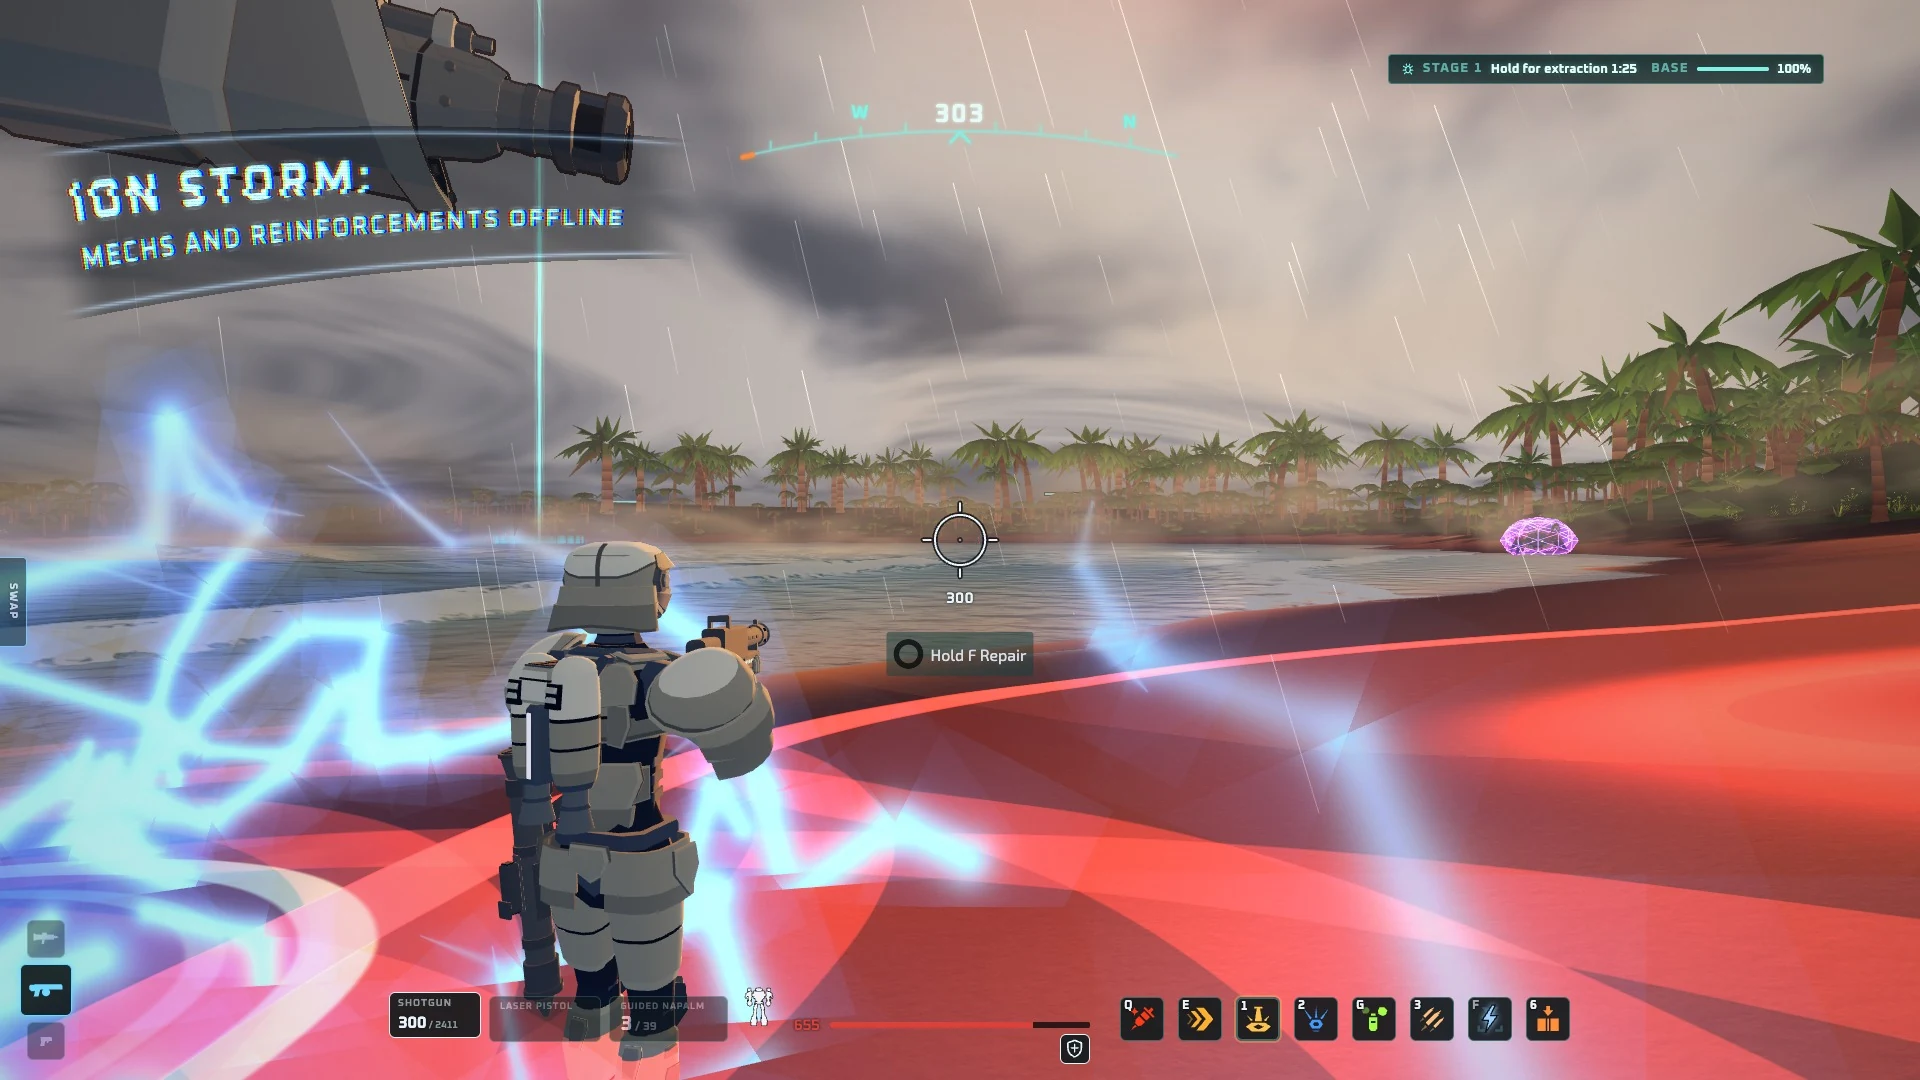 STAGE 1 Hold for extraction 1:25 BASE 100%
W 303 N
ION STORM:
MECHS AND REINFORCEMENTS OFFLINE
300
SWAP
Hold F Repair
SHOTGUN
300 / 2411
LASER PISTOL
GUIDED NAPALM
3 / 39
655
Q E 1 2 G 3 F 6